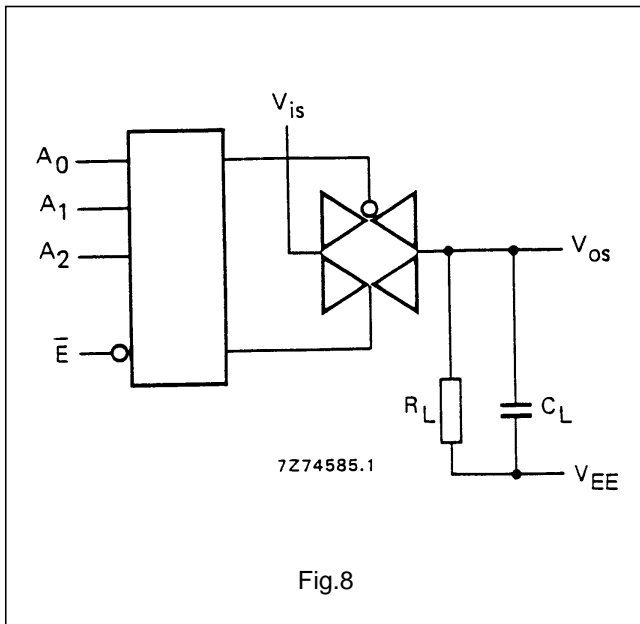 V_is
A_0
A_1
A_2
E̅
V_os
R_L
C_L
7Z74585.1
V_EE
Fig.8